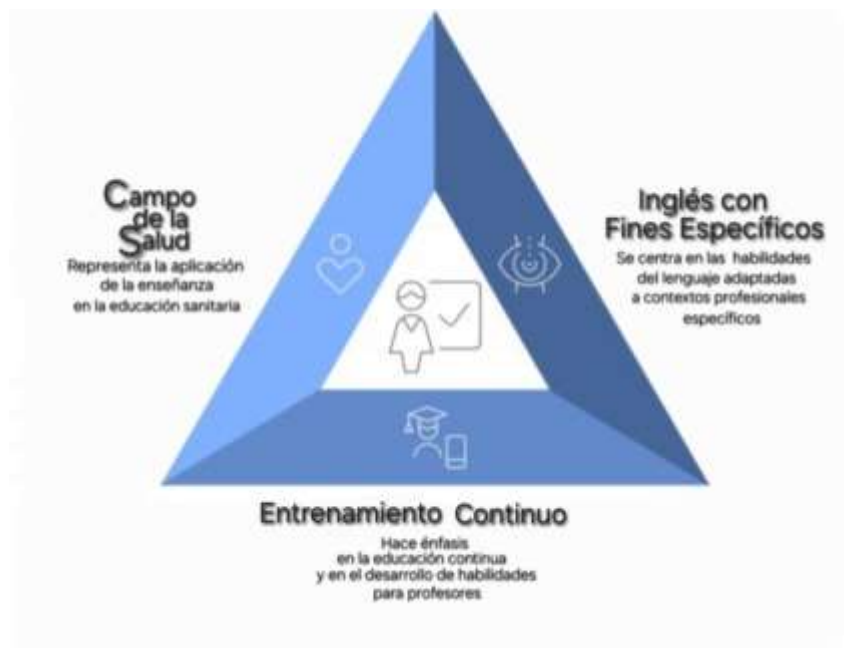 Campo
de la
Salud
Representa la aplicación
de la enseñanza
en la educación sanitaria
Inglés con
Fines Específicos
Se centra en las habilidades
del lenguaje adaptadas
a contextos profesionales
específicos
Entrenamiento Continuo
Hace énfasis
en la educación continua
y en el desarrollo de habilidades
para profesores